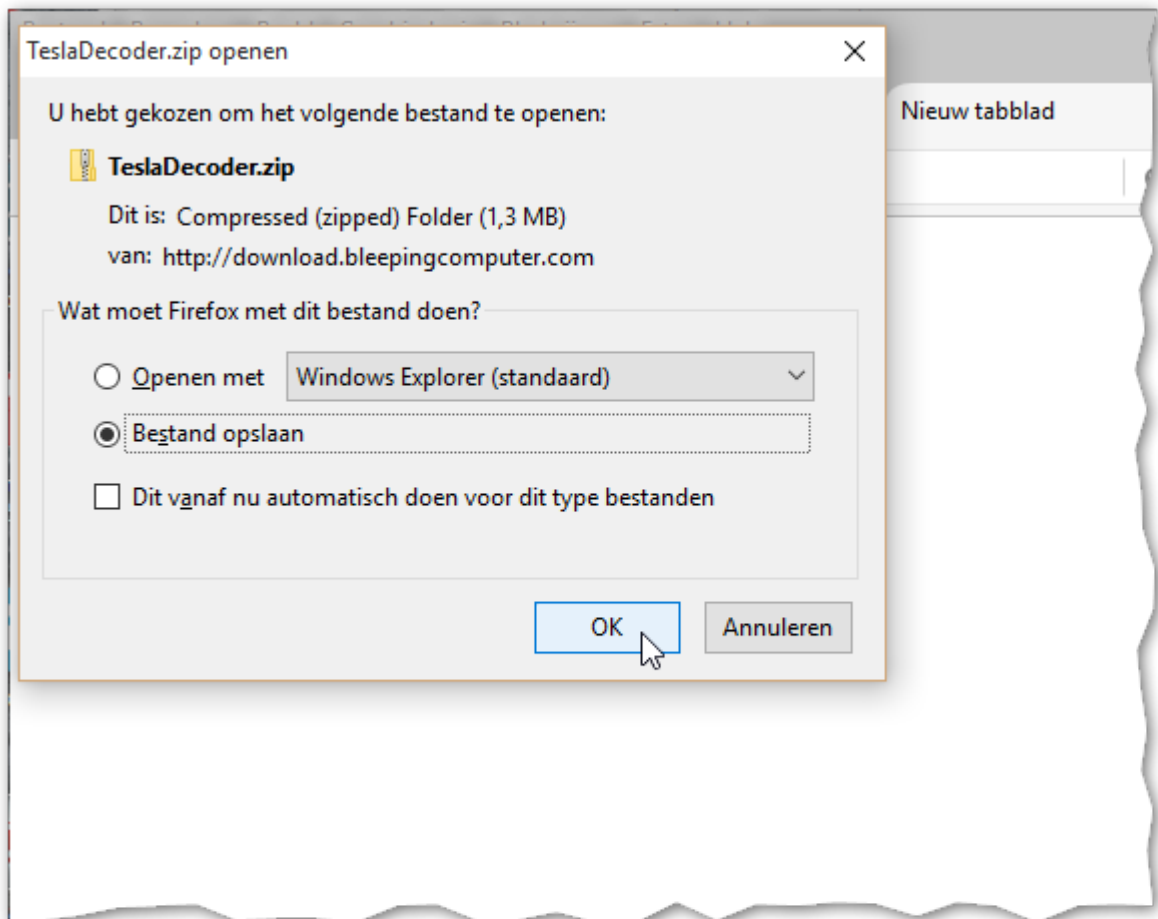 TeslaDecoder.zip openen
U hebt gekozen om het volgende bestand te openen:
Nieuw tabblad
TeslaDecoder.zip
Dit is: Compressed (zipped) Folder (1,3 MB)
van: http://download.bleepingcomputer.com
Wat moet Firefox met dit bestand doen?
Openen met Windows Explorer (standaard)
Bestand opslaan
Dit vanaf nu automatisch doen voor dit type bestanden
OK Annuleren